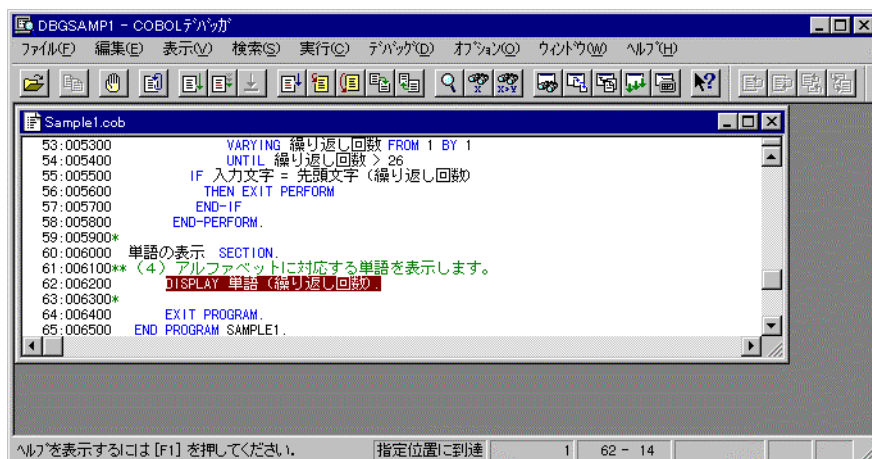 DBGSAMP1 - COBOLﾃﾞﾊﾞｯｶﾞ
ﾌｧｲﾙ(F) 編集(E) 表示(V) 検索(S) 実行(C) ﾃﾞﾊﾞｯｸﾞ(D) ｵﾌﾟｼｮﾝ(O) ｳｨﾝﾄﾞｳ(W) ﾍﾙﾌﾟ(H)
Sample1.cob
53:005300 VARYING 繰り返し回数 FROM 1 BY 1
54:005400 UNTIL 繰り返し回数 > 26
55:005500 IF 入力文字 = 先頭文字（繰り返し回数）
56:005600 THEN EXIT PERFORM
57:005700 END-IF
58:005800 END-PERFORM.
59:005900*
60:006000 単語の表示 SECTION.
61:006100**（4）アルファベットに対応する単語を表示します。
62:006200 DISPLAY 単語（繰り返し回数）.
63:006300*
64:006400 EXIT PROGRAM.
65:006500 END PROGRAM SAMPLE1.
ﾍﾙﾌﾟを表示するには [F1] を押してください. 指定位置に到達 1 62 - 14